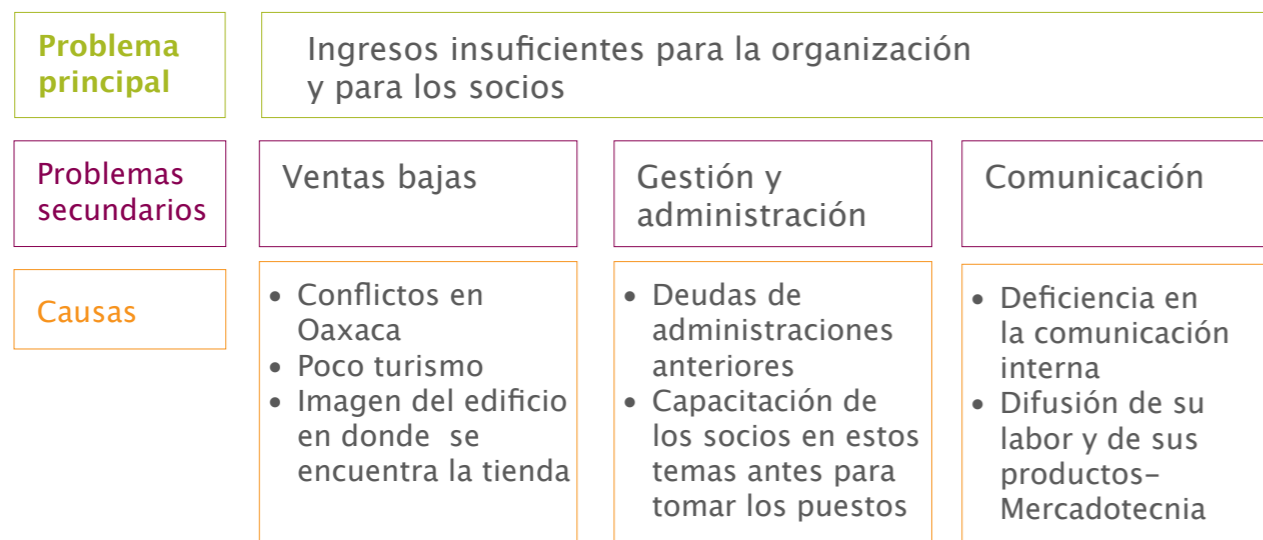 Problema
principal
Ingresos insuficientes para la organización
y para los socios
Problemas
secundarios
Ventas bajas
Gestión y
administración
Comunicación
Causas
• Conflictos en
Oaxaca
• Poco turismo
• Imagen del edificio
en donde se
encuentra la tienda
• Deudas de
administraciones
anteriores
• Capacitación de
los socios en estos
temas antes para
tomar los puestos
• Deficiencia en
la comunicación
interna
• Difusión de su
labor y de sus
productos–
Mercadotecnia